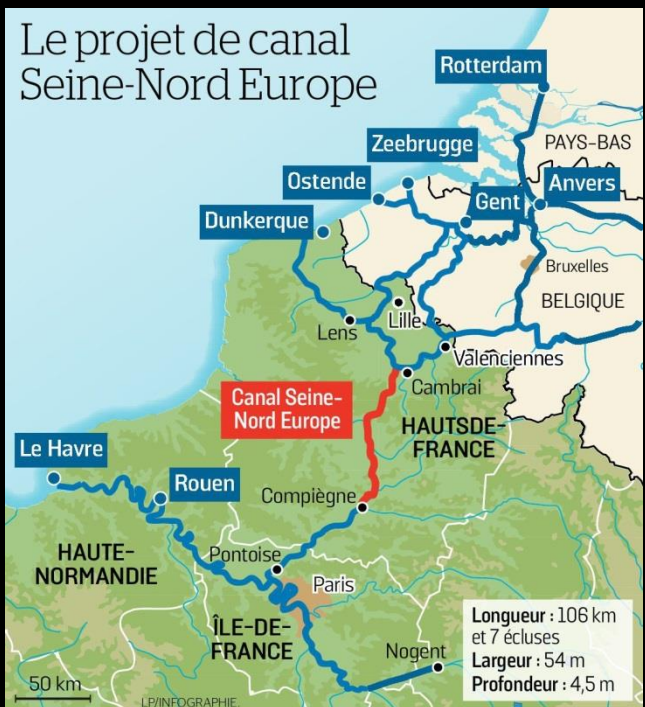 Le projet de canal
Seine-Nord Europe
Rotterdam
PAYS-BAS
Zeebrugge
Ostende
Anvers
Gent
Dunkerque
Bruxelles
BELGIQUE
Lille
Lens
Valenciennes
Cambrai
Canal Seine-
Nord Europe
HAUTSDE-
FRANCE
Le Havre
Rouen
Compiègne
HAUTE-
NORMANDIE
Pontoise
Paris
ÎLE-DE-
FRANCE
Nogent
Longueur : 106 km
et 7 écluses
Largeur : 54 m
Profondeur : 4,5 m
50 km
LP/INFOGRAPHIE.